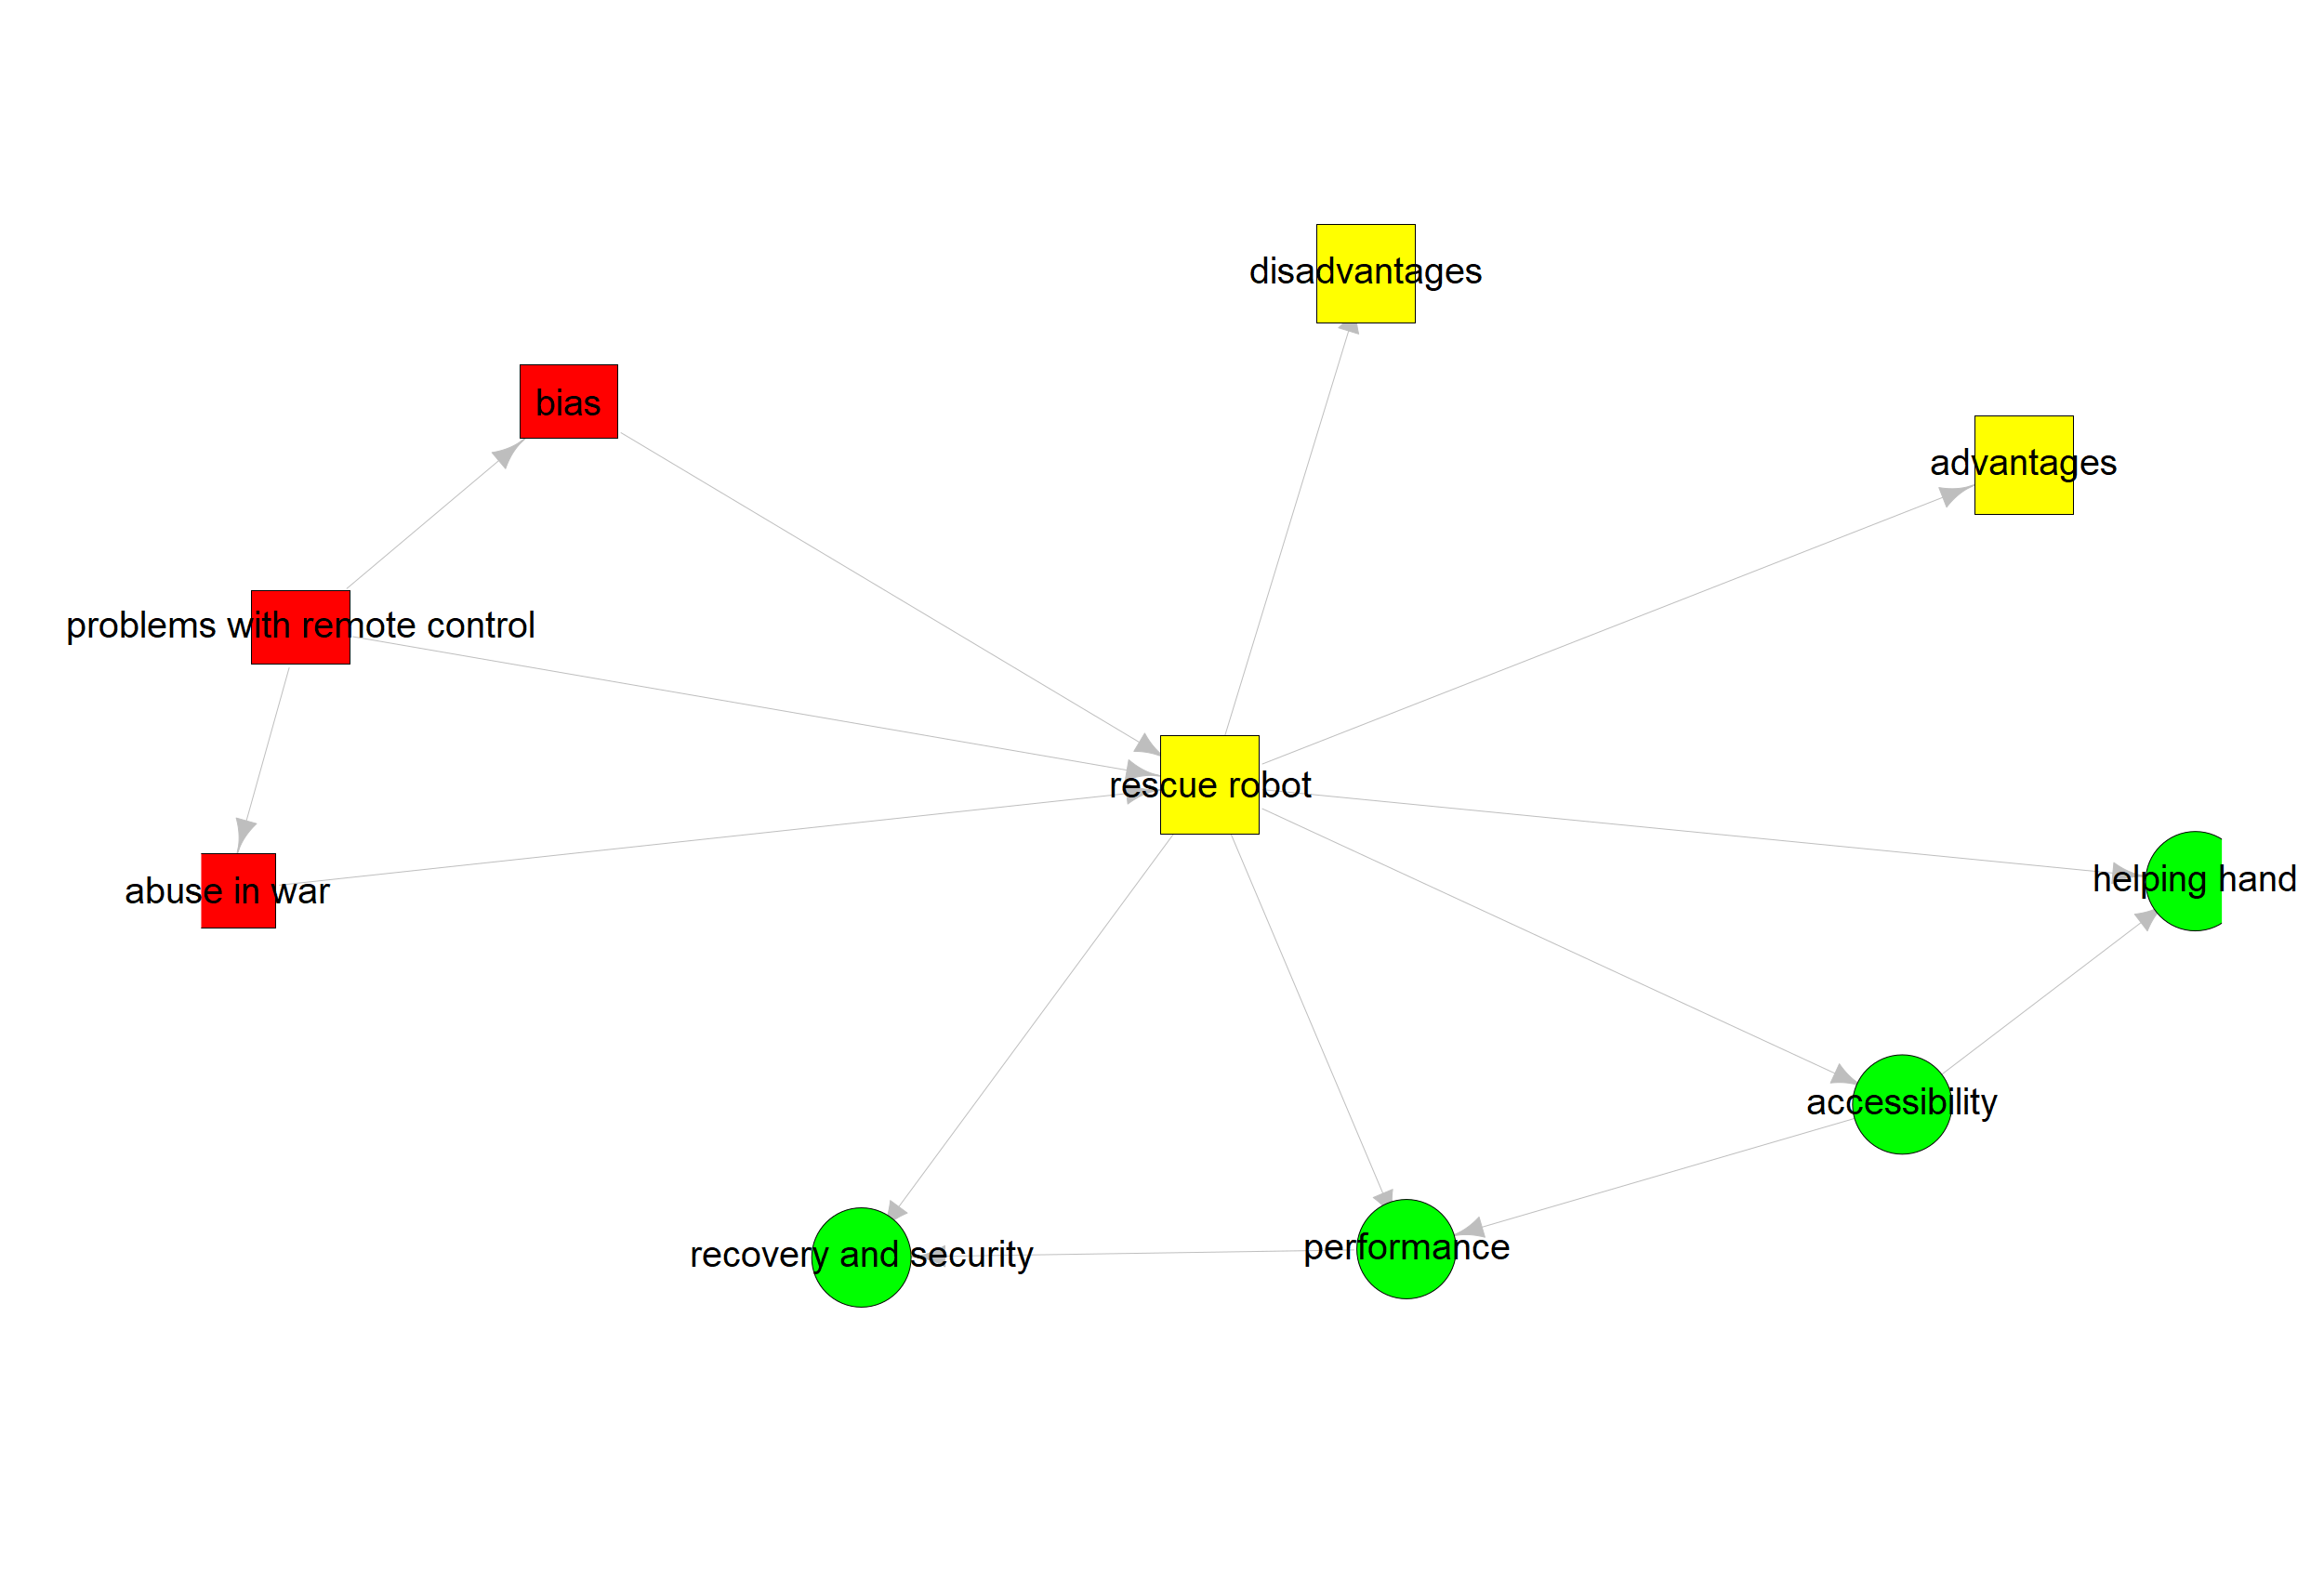 disadvantages
bias
advantages
problems with remote control
rescue robot
abuse in war
helping hand
accessibility
recovery and security
performance